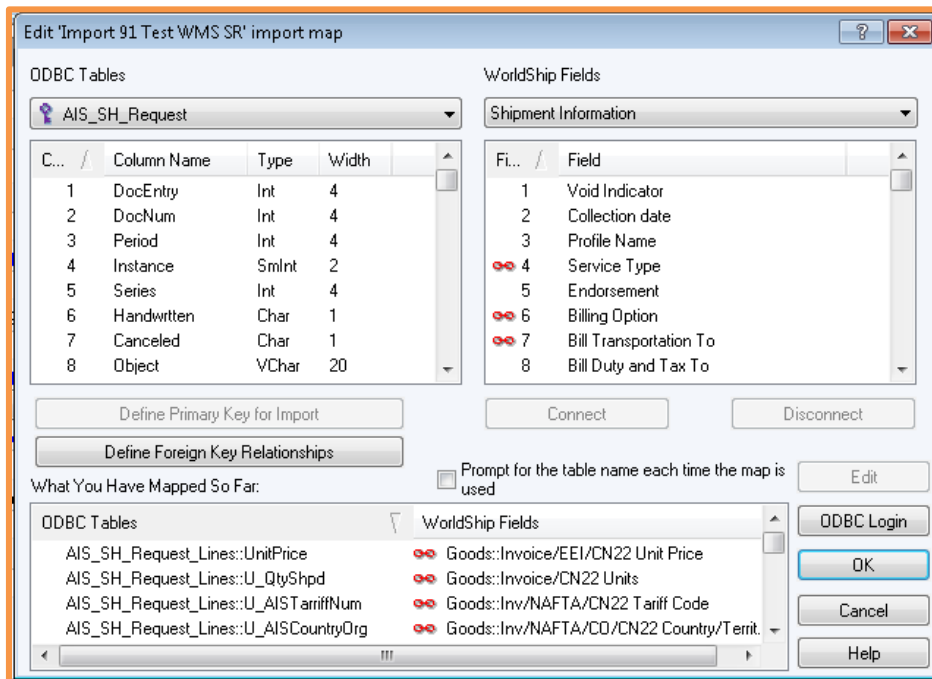 Edit 'Import 91 Test WMS SR' import map
ODBC Tables WorldShip Fields
AIS_SH_Request Shipment Information
C... Column Name Type Width Fi... Field
1 DocEntry Int 4 1 Void Indicator
2 DocNum Int 4 2 Collection date
3 Period Int 4 3 Profile Name
4 Instance SmInt 2 4 Service Type
5 Series Int 4 5 Endorsement
6 Handwrtten Char 1 6 Billing Option
7 Canceled Char 1 7 Bill Transportation To
8 Object VChar 20 8 Bill Duty and Tax To
Define Primary Key for Import Connect Disconnect
Define Foreign Key Relationships
Prompt for the table name each time the map is
used
Edit
What You Have Mapped So Far:
ODBC Tables WorldShip Fields ODBC Login
AIS_SH_Request_Lines::UnitPrice Goods::Invoice/EEI/CN22 Unit Price
AIS_SH_Request_Lines::U_QtyShpd Goods::Invoice/CN22 Units
OK
AIS_SH_Request_Lines::U_AISTarriffNum Goods::Inv/NAFTA/CN22 Tariff Code
AIS_SH_Request_Lines::U_AISCountryOrg Goods::Inv/NAFTA/CO/CN22 Country/Territ.
Cancel
Help